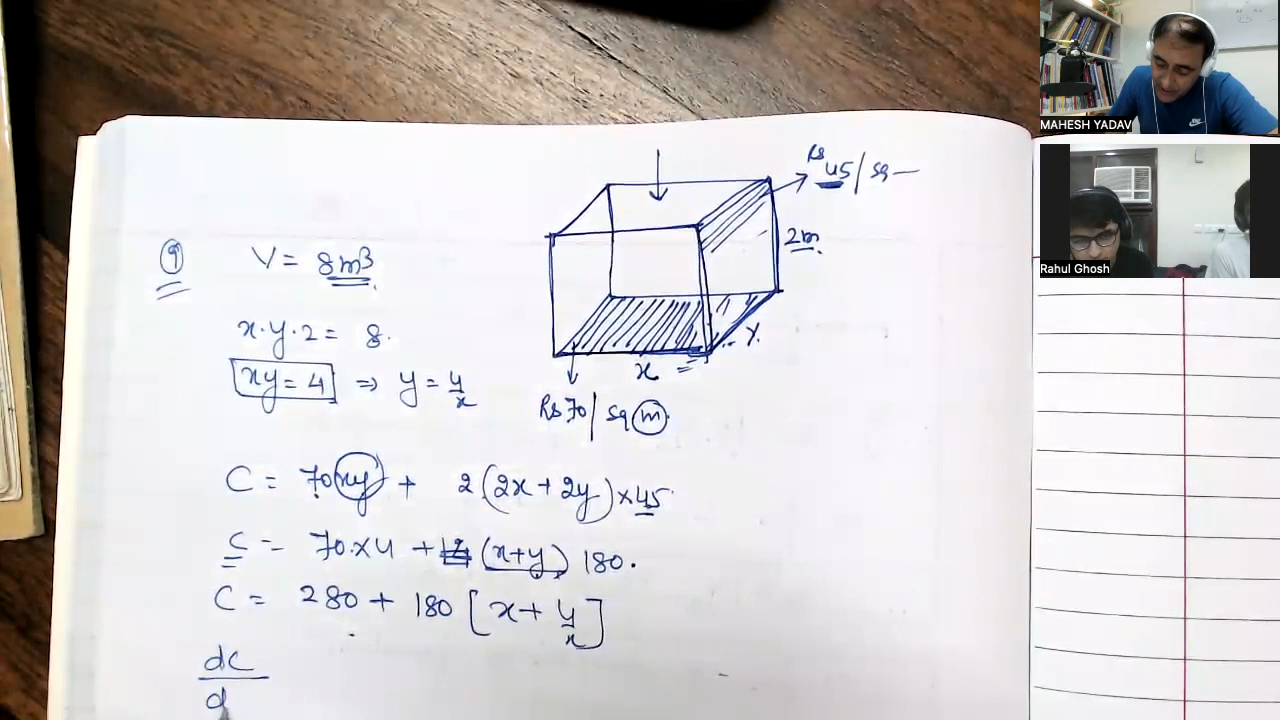 MAHESH YADAV
Rahul Ghosh
Rs 45/sq
2m
9
V = 8m³
x·y·2 = 8
xy = 4 ⇒ y = 4/x
x
y
Rs 70/sq m
C = 70xy + 2(2x+2y)×45
C = 70×4 + (x+y) 180.
C = 280 + 180 [x + 4/x]
dC
d